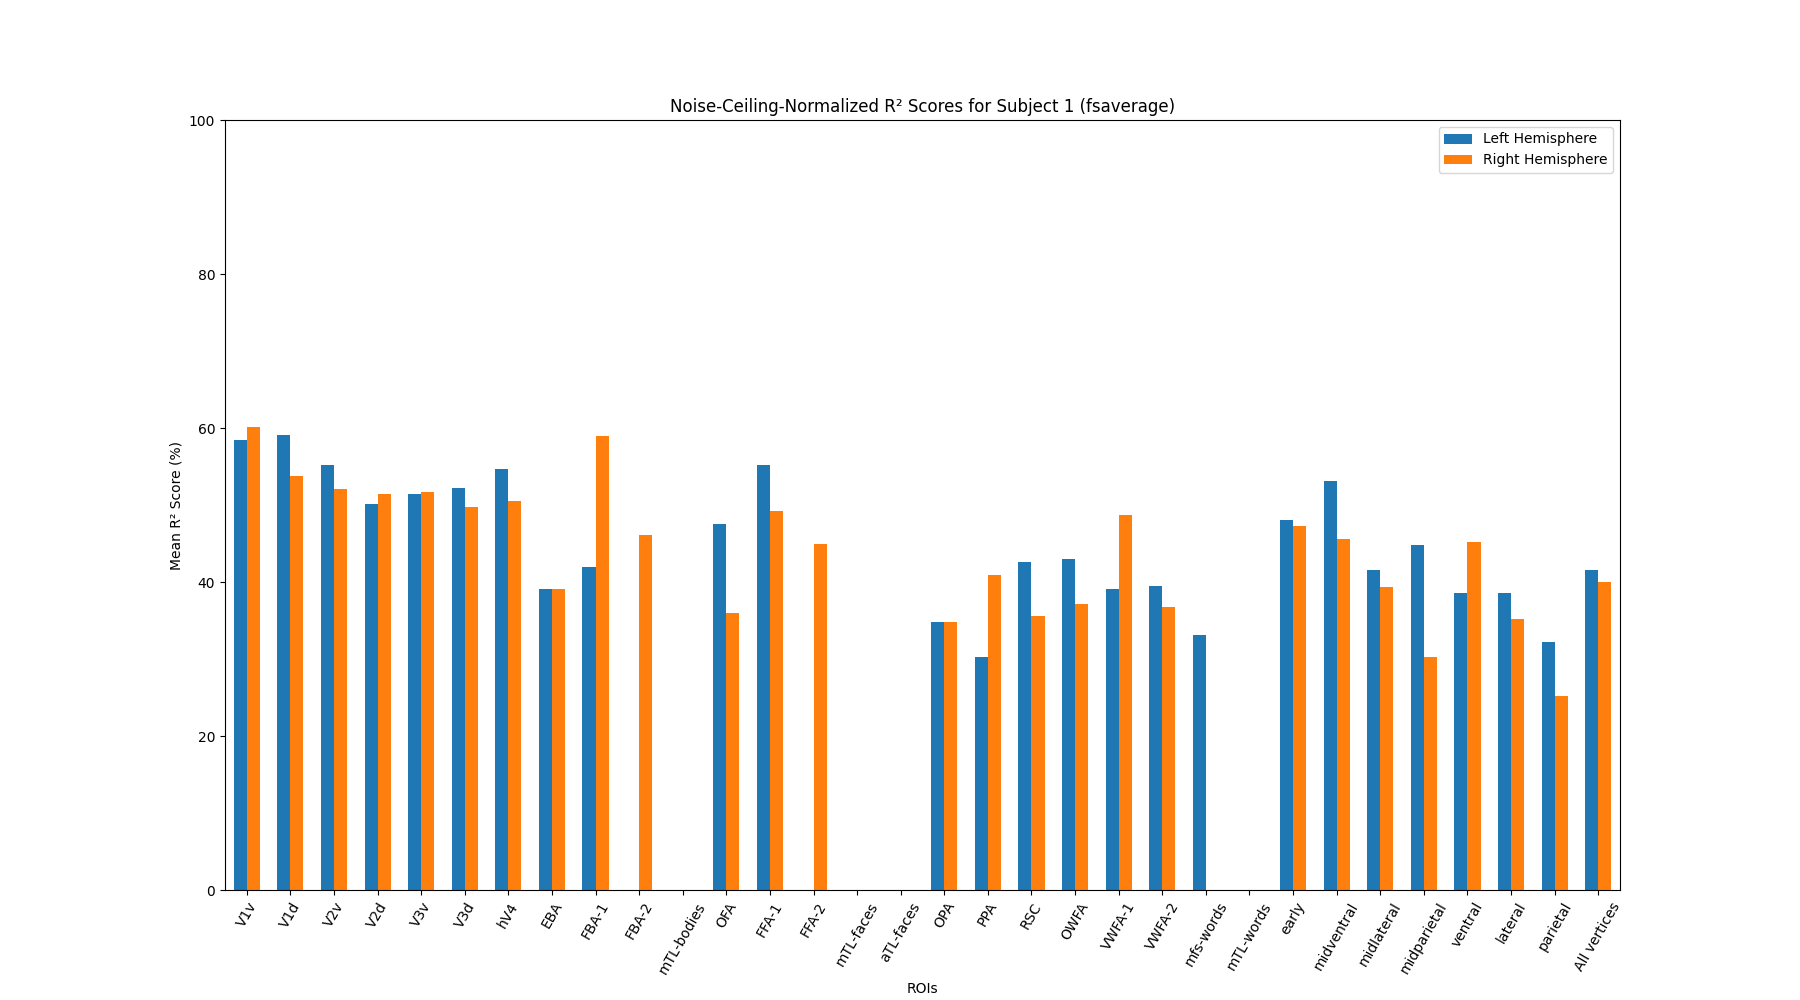 Noise-Ceiling-Normalized R² Scores for Subject 1 (fsaverage)
Left Hemisphere
Right Hemisphere
Mean R² Score (%)
100
80
60
40
20
0
V1v
V1d
V2v
V2d
V3v
V3d
hV4
EBA
FBA-1
FBA-2
mTL-bodies
OFA
FFA-1
FFA-2
mTL-faces
aTL-faces
OPA
PPA
RSC
OWFA
VWFA-1
VWFA-2
mfs-words
mTL-words
early
midventral
midlateral
midparietal
ventral
lateral
parietal
All vertices
ROIs